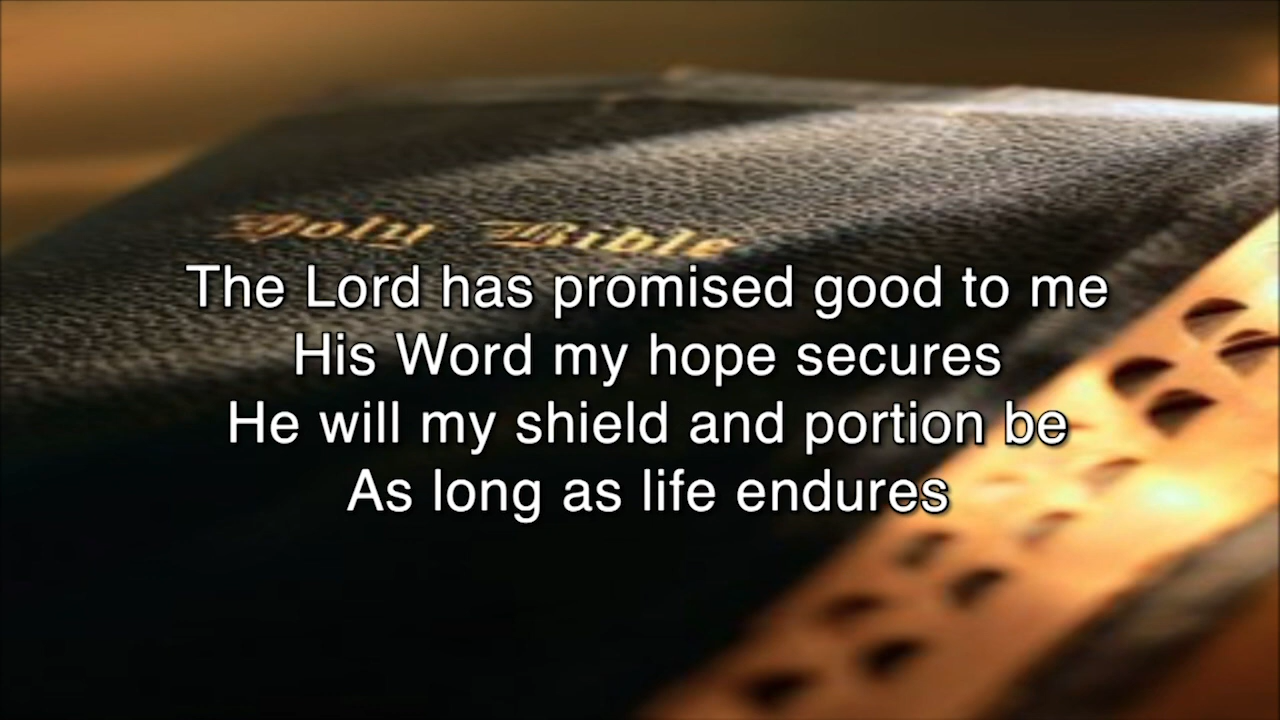 Holy Bible
The Lord has promised good to me
His Word my hope secures
He will my shield and portion be
As long as life endures